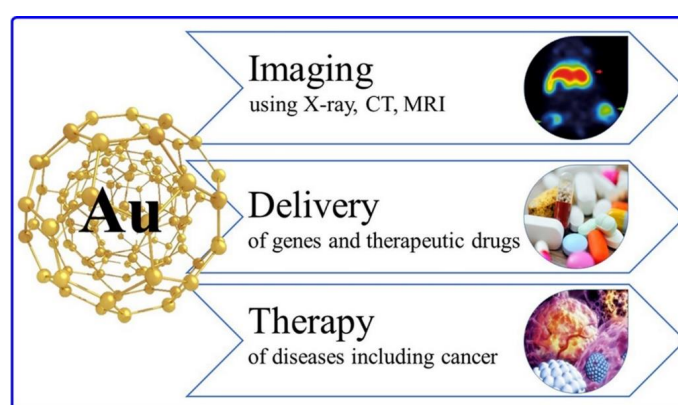 Au
Imaging
using X-ray, CT, MRI
Delivery
of genes and therapeutic drugs
Therapy
of diseases including cancer